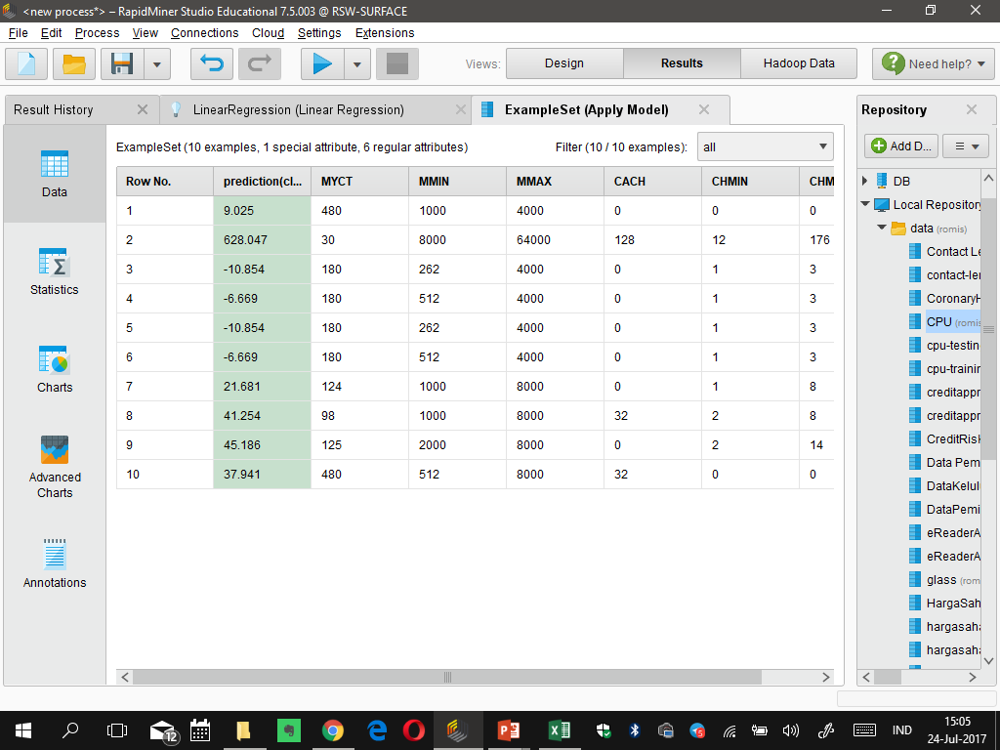 <new process*> – RapidMiner Studio Educational 7.5.003 @ RSW-SURFACE
File Edit Process View Connections Cloud Settings Extensions
Views: Design Results Hadoop Data Need help?
Result History LinearRegression (Linear Regression) ExampleSet (Apply Model) Repository
ExampleSet (10 examples, 1 special attribute, 6 regular attributes) Filter (10 / 10 examples): all
Add D...
Row No. prediction(cl... MYCT MMIN MMAX CACH CHMIN CHM
1 9.025 480 1000 4000 0 0 0
2 628.047 30 8000 64000 128 12 176
3 -10.854 180 262 4000 0 1 3
4 -6.669 180 512 4000 0 1 3
5 -10.854 180 262 4000 0 1 3
6 -6.669 180 512 4000 0 1 3
7 21.681 124 1000 8000 0 1 8
8 41.254 98 1000 8000 32 2 8
9 45.186 125 2000 8000 0 2 14
10 37.941 480 512 8000 32 0 0
Data
Statistics
Charts
Advanced
Charts
Annotations
DB
Local Repository
data (romis)
Contact Le
contact-le
CoronaryH
CPU (romis
cpu-testin
cpu-trainin
creditappr
creditappr
CreditRisk
Data Pem
DataKelulu
DataPemi
eReaderA
eReaderA
glass (rom
HargaSah
hargasaha
hargasaha
12
IND
15:05
24-Jul-2017